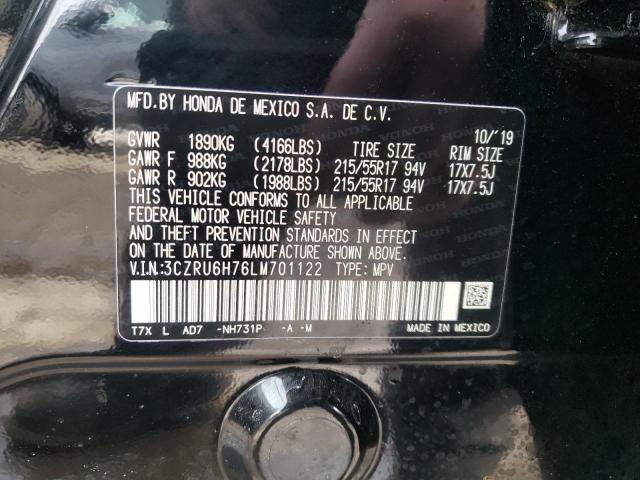 MFD.BY HONDA DE MEXICO S.A. DE C.V.
10/'19
GVWR 1890KG (4166LBS) TIRE SIZE RIM SIZE
GAWR F 988KG (2178LBS) 215/55R17 94V 17X7.5J
GAWR R 902KG (1988LBS) 215/55R17 94V 17X7.5J
THIS VEHICLE CONFORMS TO ALL APPLICABLE
FEDERAL MOTOR VEHICLE SAFETY
AND THEFT PREVENTION STANDARDS IN EFFECT
ON THE DATE OF MANUFACTURE SHOWN ABOVE.
V.I.N:3CZRU6H76LM701122 TYPE: MPV
T7X L AD7 -NH731P -A -M
MADE IN MEXICO